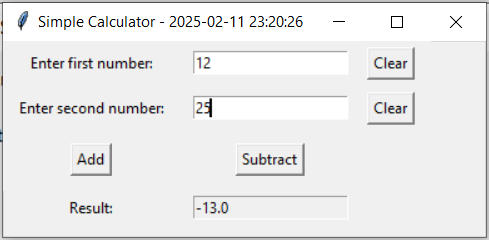 Simple Calculator - 2025-02-11 23:20:26
Enter first number: 12 Clear
Enter second number: 25 Clear
Add Subtract
Result: -13.0